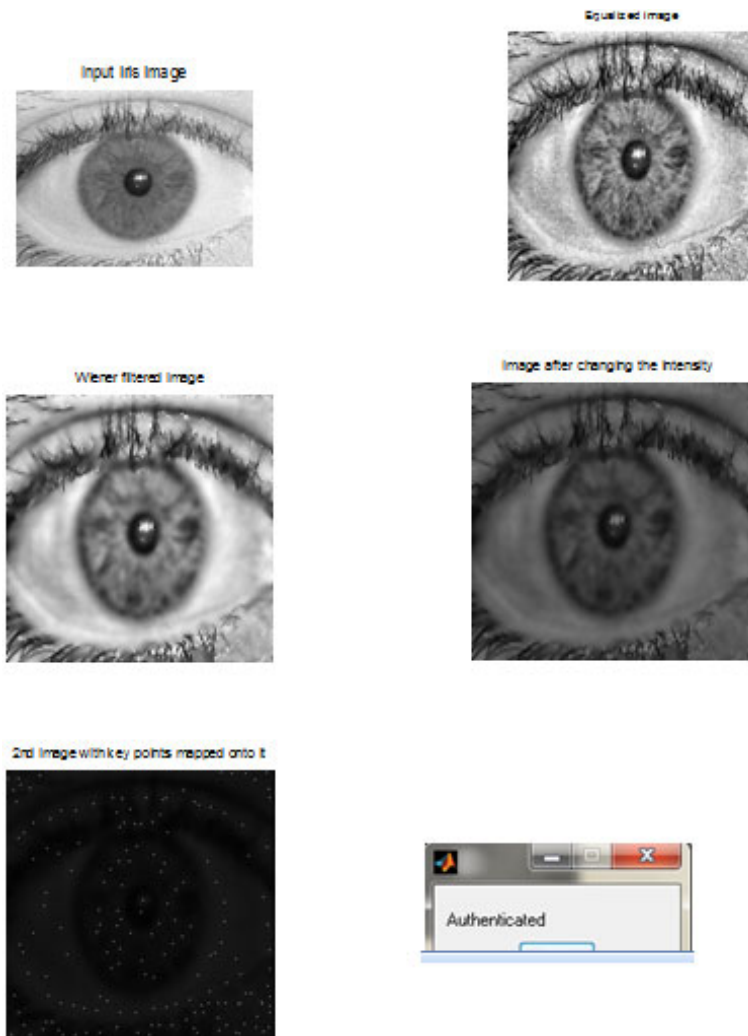 Input Iris Image
Equalized image
Wiener filtered image
Image after changing the intensity
2nd image with key points mapped onto it
Authenticated